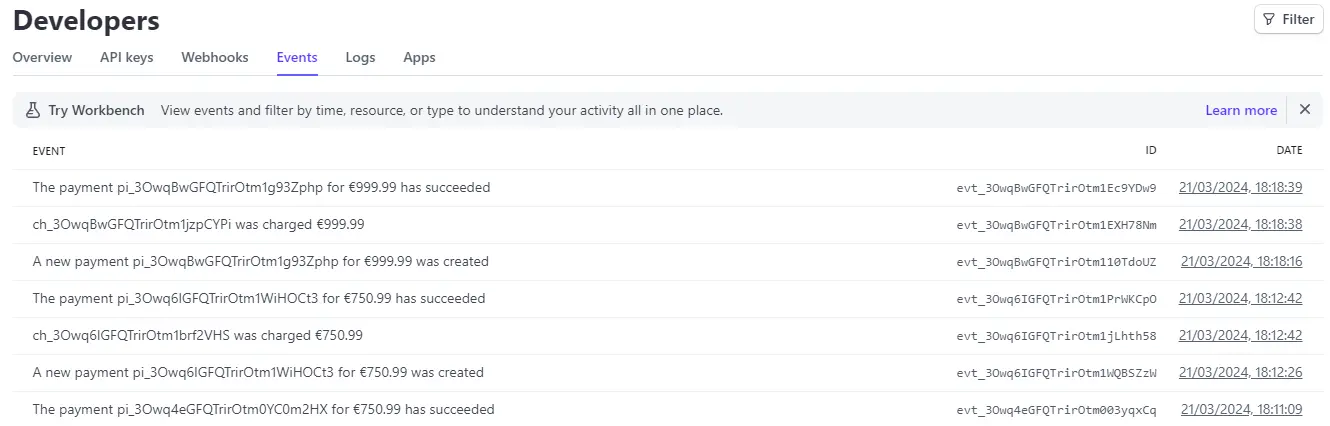 Developers
Filter
Overview API keys Webhooks Events Logs Apps
Try Workbench View events and filter by time, resource, or type to understand your activity all in one place. Learn more
EVENT ID DATE
The payment pi_3OwqBwGFQTrirOtm1g93Zphp for €999.99 has succeeded evt_3OwqBwGFQTrirOtm1Ec9YDw9 21/03/2024, 18:18:39
ch_3OwqBwGFQTrirOtm1jzpCYPi was charged €999.99 evt_3OwqBwGFQTrirOtm1EXH78Nm 21/03/2024, 18:18:38
A new payment pi_3OwqBwGFQTrirOtm1g93Zphp for €999.99 was created evt_3OwqBwGFQTrirOtm110TdoUZ 21/03/2024, 18:18:16
The payment pi_3Owq6IGFQTrirOtm1WiHOCt3 for €750.99 has succeeded evt_3Owq6IGFQTrirOtm1PrWKCpO 21/03/2024, 18:12:42
ch_3Owq6IGFQTrirOtm1brf2VHS was charged €750.99 evt_3Owq6IGFQTrirOtm1jLhth58 21/03/2024, 18:12:42
A new payment pi_3Owq6IGFQTrirOtm1WiHOCt3 for €750.99 was created evt_3Owq6IGFQTrirOtm1WQBSZzW 21/03/2024, 18:12:26
The payment pi_3Owq4eGFQTrirOtm0YC0m2HX for €750.99 has succeeded evt_3Owq4eGFQTrirOtm003yqxCq 21/03/2024, 18:11:09